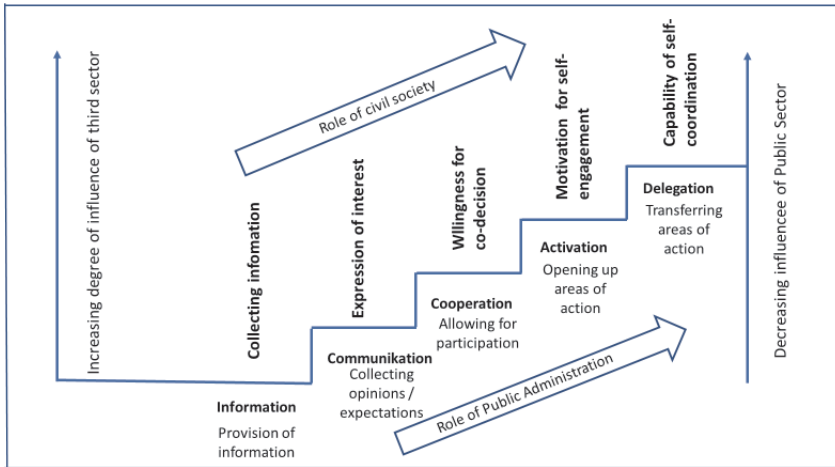 Increasing degree of influence of third sector
Role of civil society
Collecting infomation
Expression of interest
Wllingness for
co-decision
Motivation for self-
engagement
Capability of self-
coordination
Information
Provision of
information
Communikation
Collecting
opinions /
expectations
Cooperation
Allowing for
participation
Activation
Opening up
areas of
action
Delegation
Transferring
areas of
action
Role of Public Administration
Decreasing influencee of Public Sector